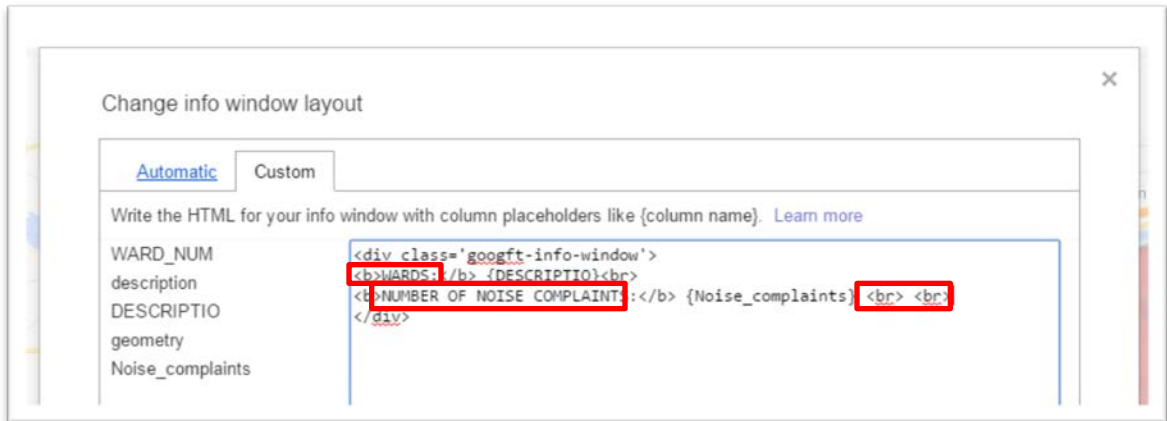 Change info window layout
×
Automatic Custom
Write the HTML for your info window with column placeholders like {column name}. Learn more
WARD_NUM
description
DESCRIPTIO
geometry
Noise_complaints
<div class='googft-info-window'>
<b>WARDS:</b> {DESCRIPTIO}<br>
<b>NUMBER OF NOISE COMPLAINTS:</b> {Noise_complaints} <br> <br>
</div>